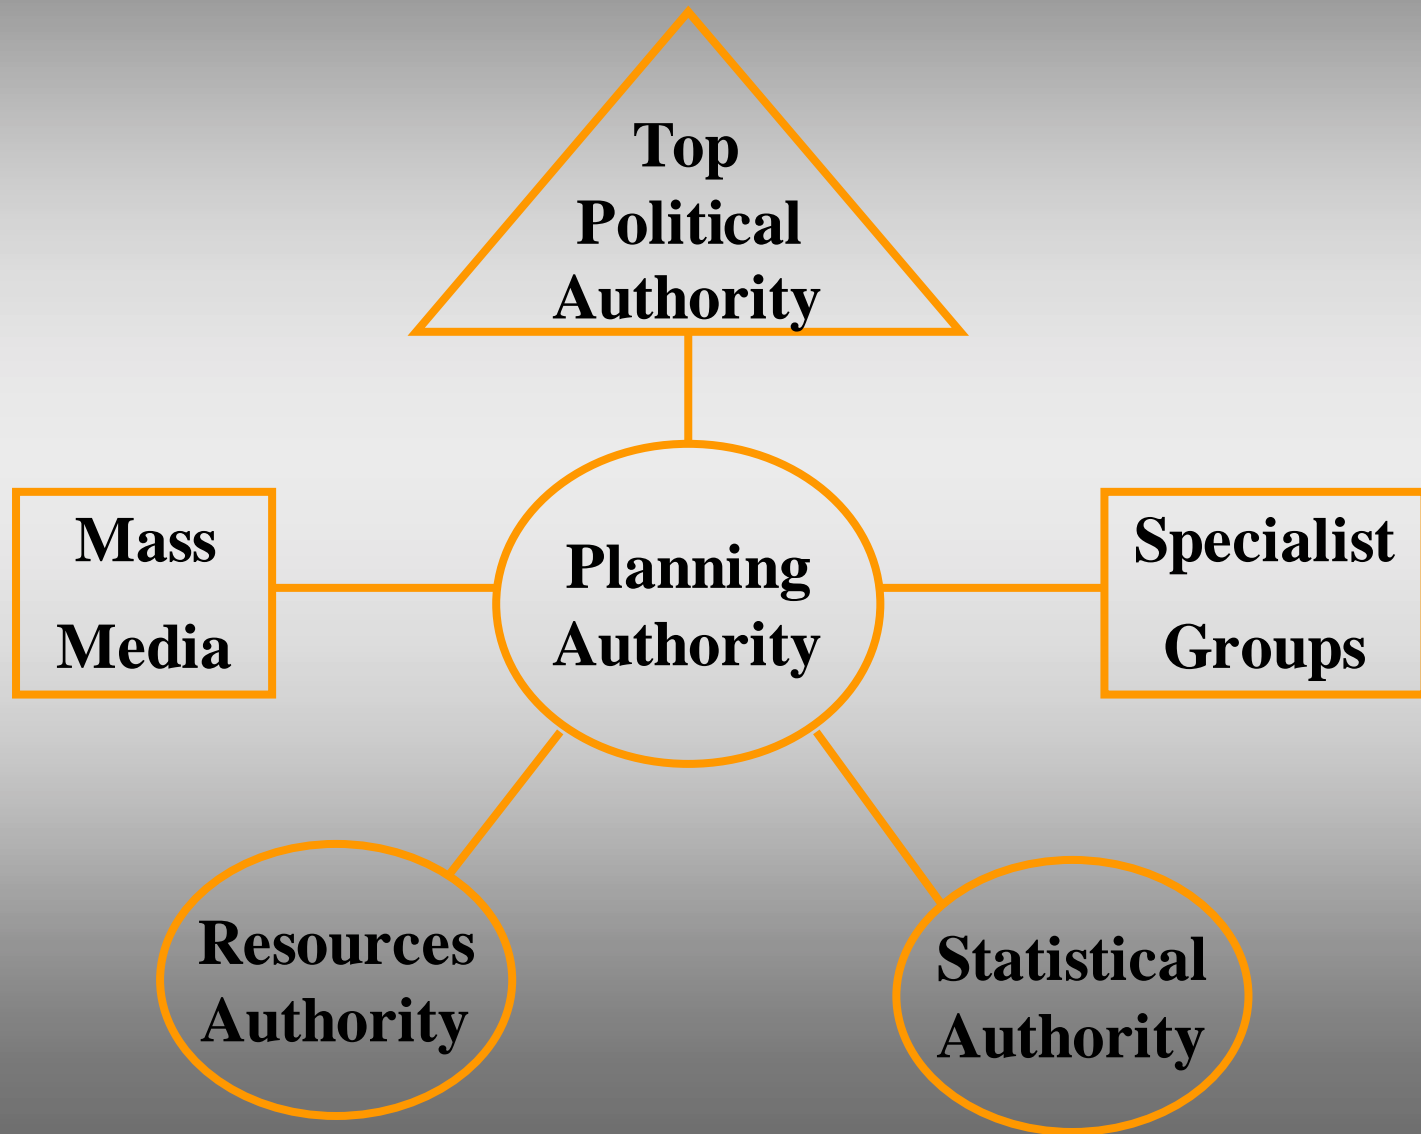 Top
Political
Authority
Mass
Media
Planning
Authority
Specialist
Groups
Resources
Authority
Statistical
Authority